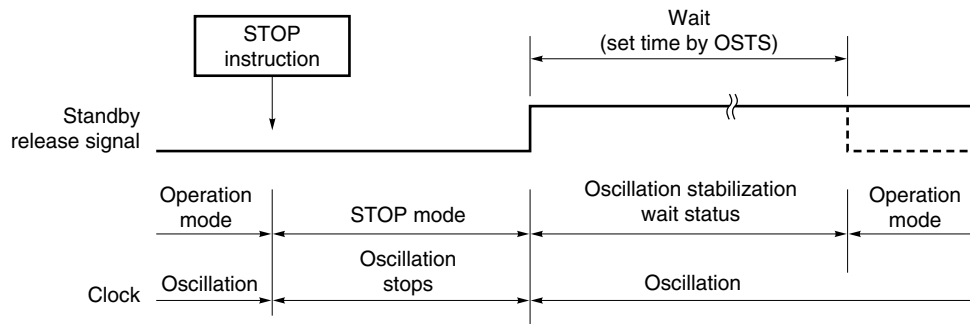 Wait
(set time by OSTS)
STOP
instruction
Standby
release signal
Operation
mode
STOP mode
Oscillation stabilization
wait status
Operation
mode
Clock
Oscillation
Oscillation
stops
Oscillation